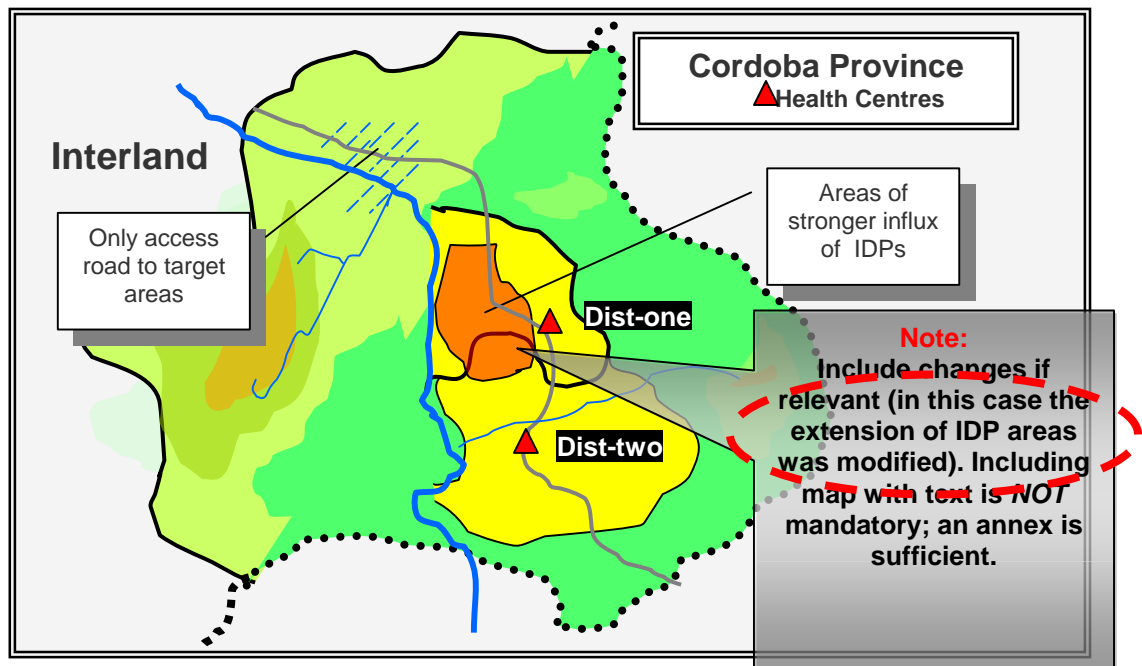 Cordoba Province
Health Centres
Interland
Only access
road to target
areas
Areas of
stronger influx
of IDPs
Dist-one
Dist-two
Note:
Include changes if
relevant (in this case the
extension of IDP areas
was modified). Including
map with text is NOT
mandatory; an annex is
sufficient.